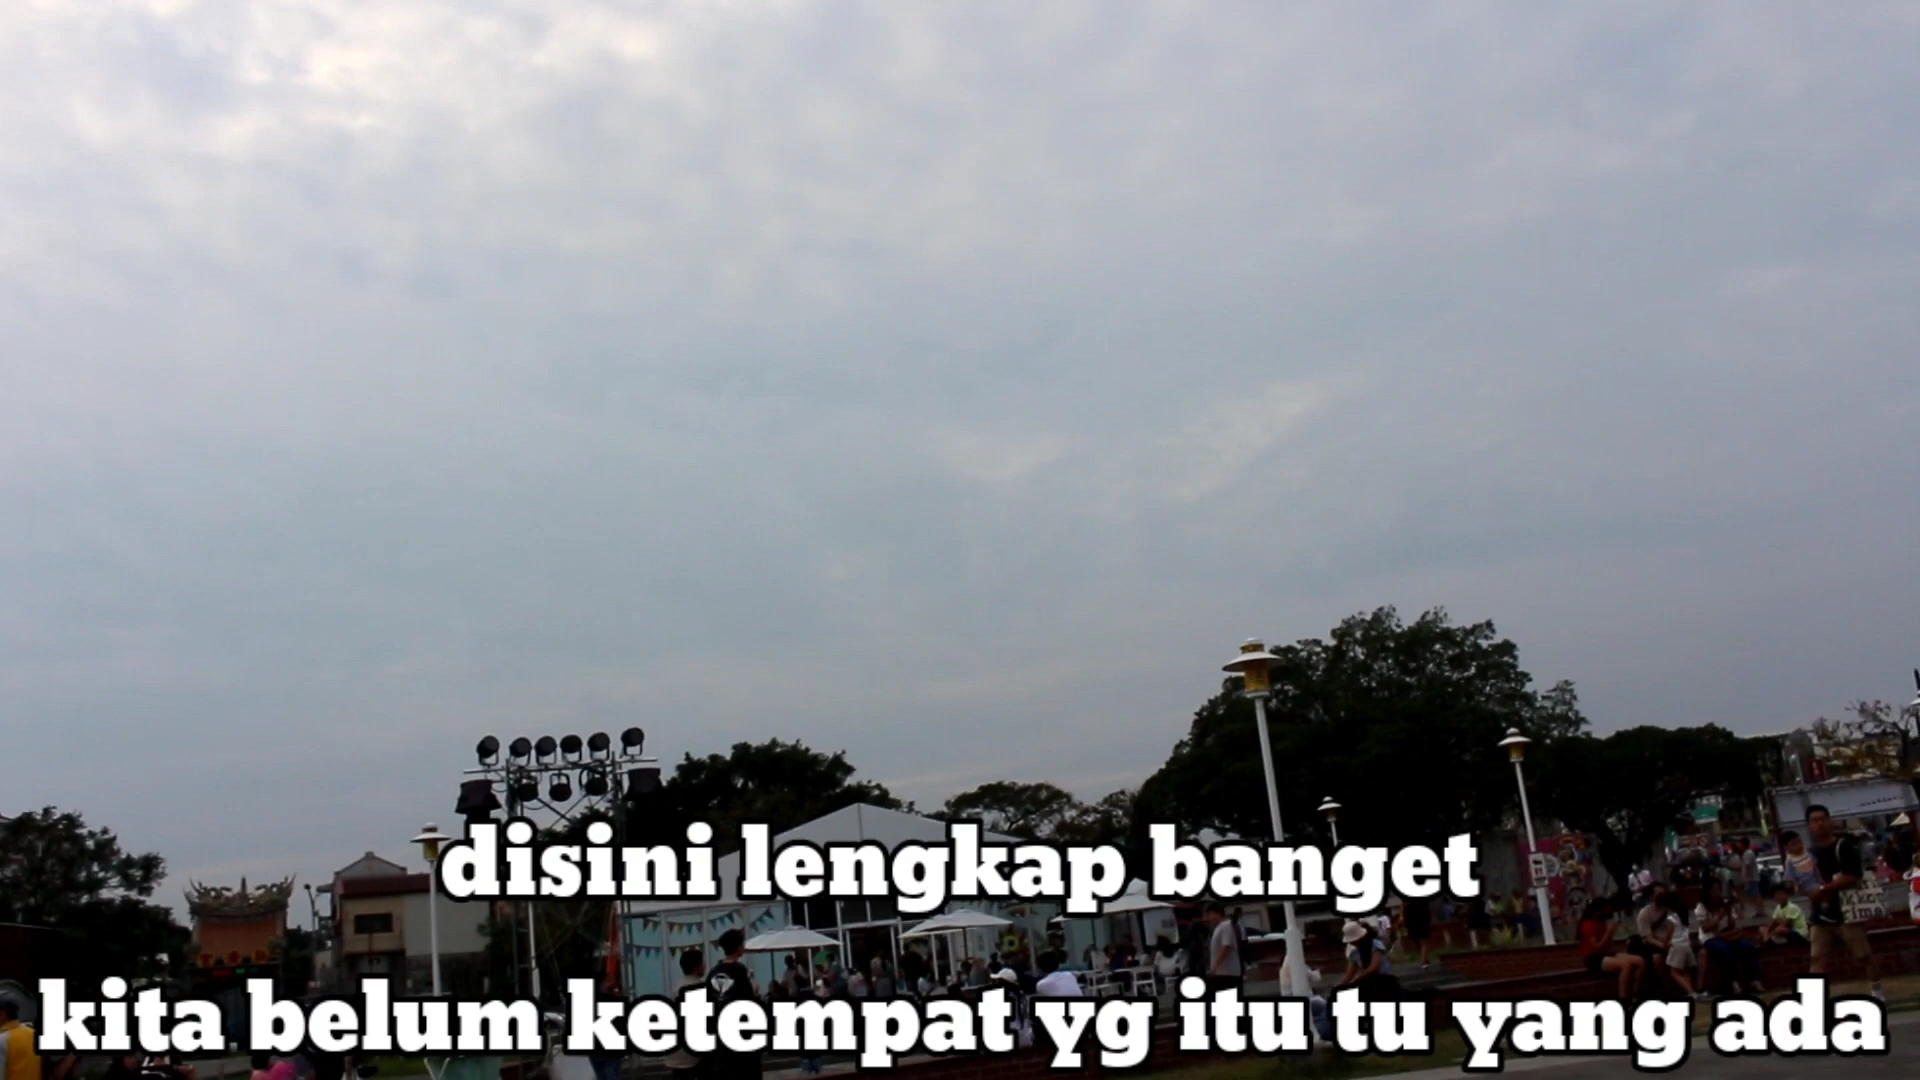 disini lengkap banget
kita belum ketempat yg itu tu yang ada